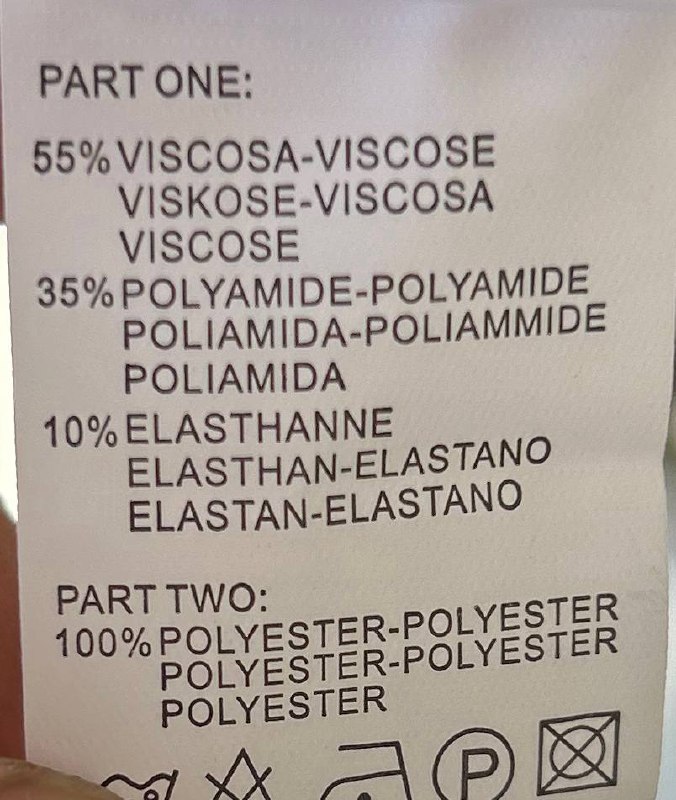 PART ONE:
55% VISCOSA-VISCOSE
VISKOSE-VISCOSA
VISCOSE
35% POLYAMIDE-POLYAMIDE
POLIAMIDA-POLIAMMIDE
POLIAMIDA
10% ELASTHANNE
ELASTHAN-ELASTANO
ELASTAN-ELASTANO
PART TWO:
100% POLYESTER-POLYESTER
POLYESTER-POLYESTER
POLYESTER
P